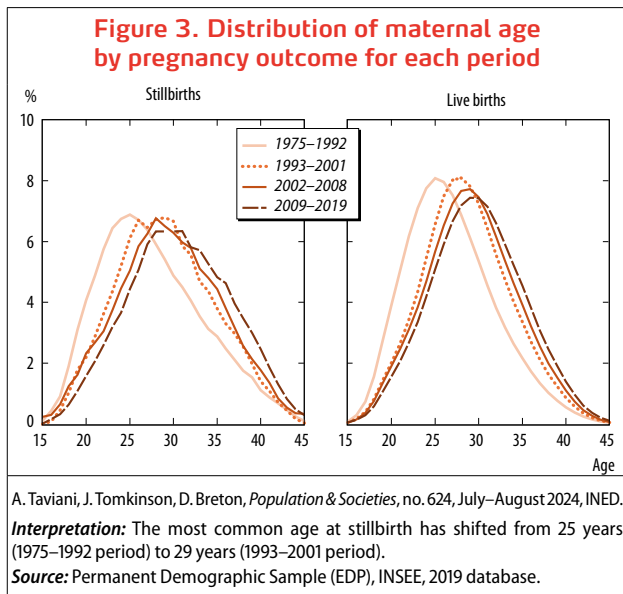 Figure 3. Distribution of maternal age
by pregnancy outcome for each period
Stillbirths
Live births
%
10
8
6
4
2
0
1975–1992
1993–2001
2002–2008
2009–2019
15 20 25 30 35 40 45
15 20 25 30 35 40 45
Age
A. Taviani, J. Tomkinson, D. Breton, Population & Societies, no. 624, July–August 2024, INED.
Interpretation: The most common age at stillbirth has shifted from 25 years
(1975–1992 period) to 29 years (1993–2001 period).
Source: Permanent Demographic Sample (EDP), INSEE, 2019 database.